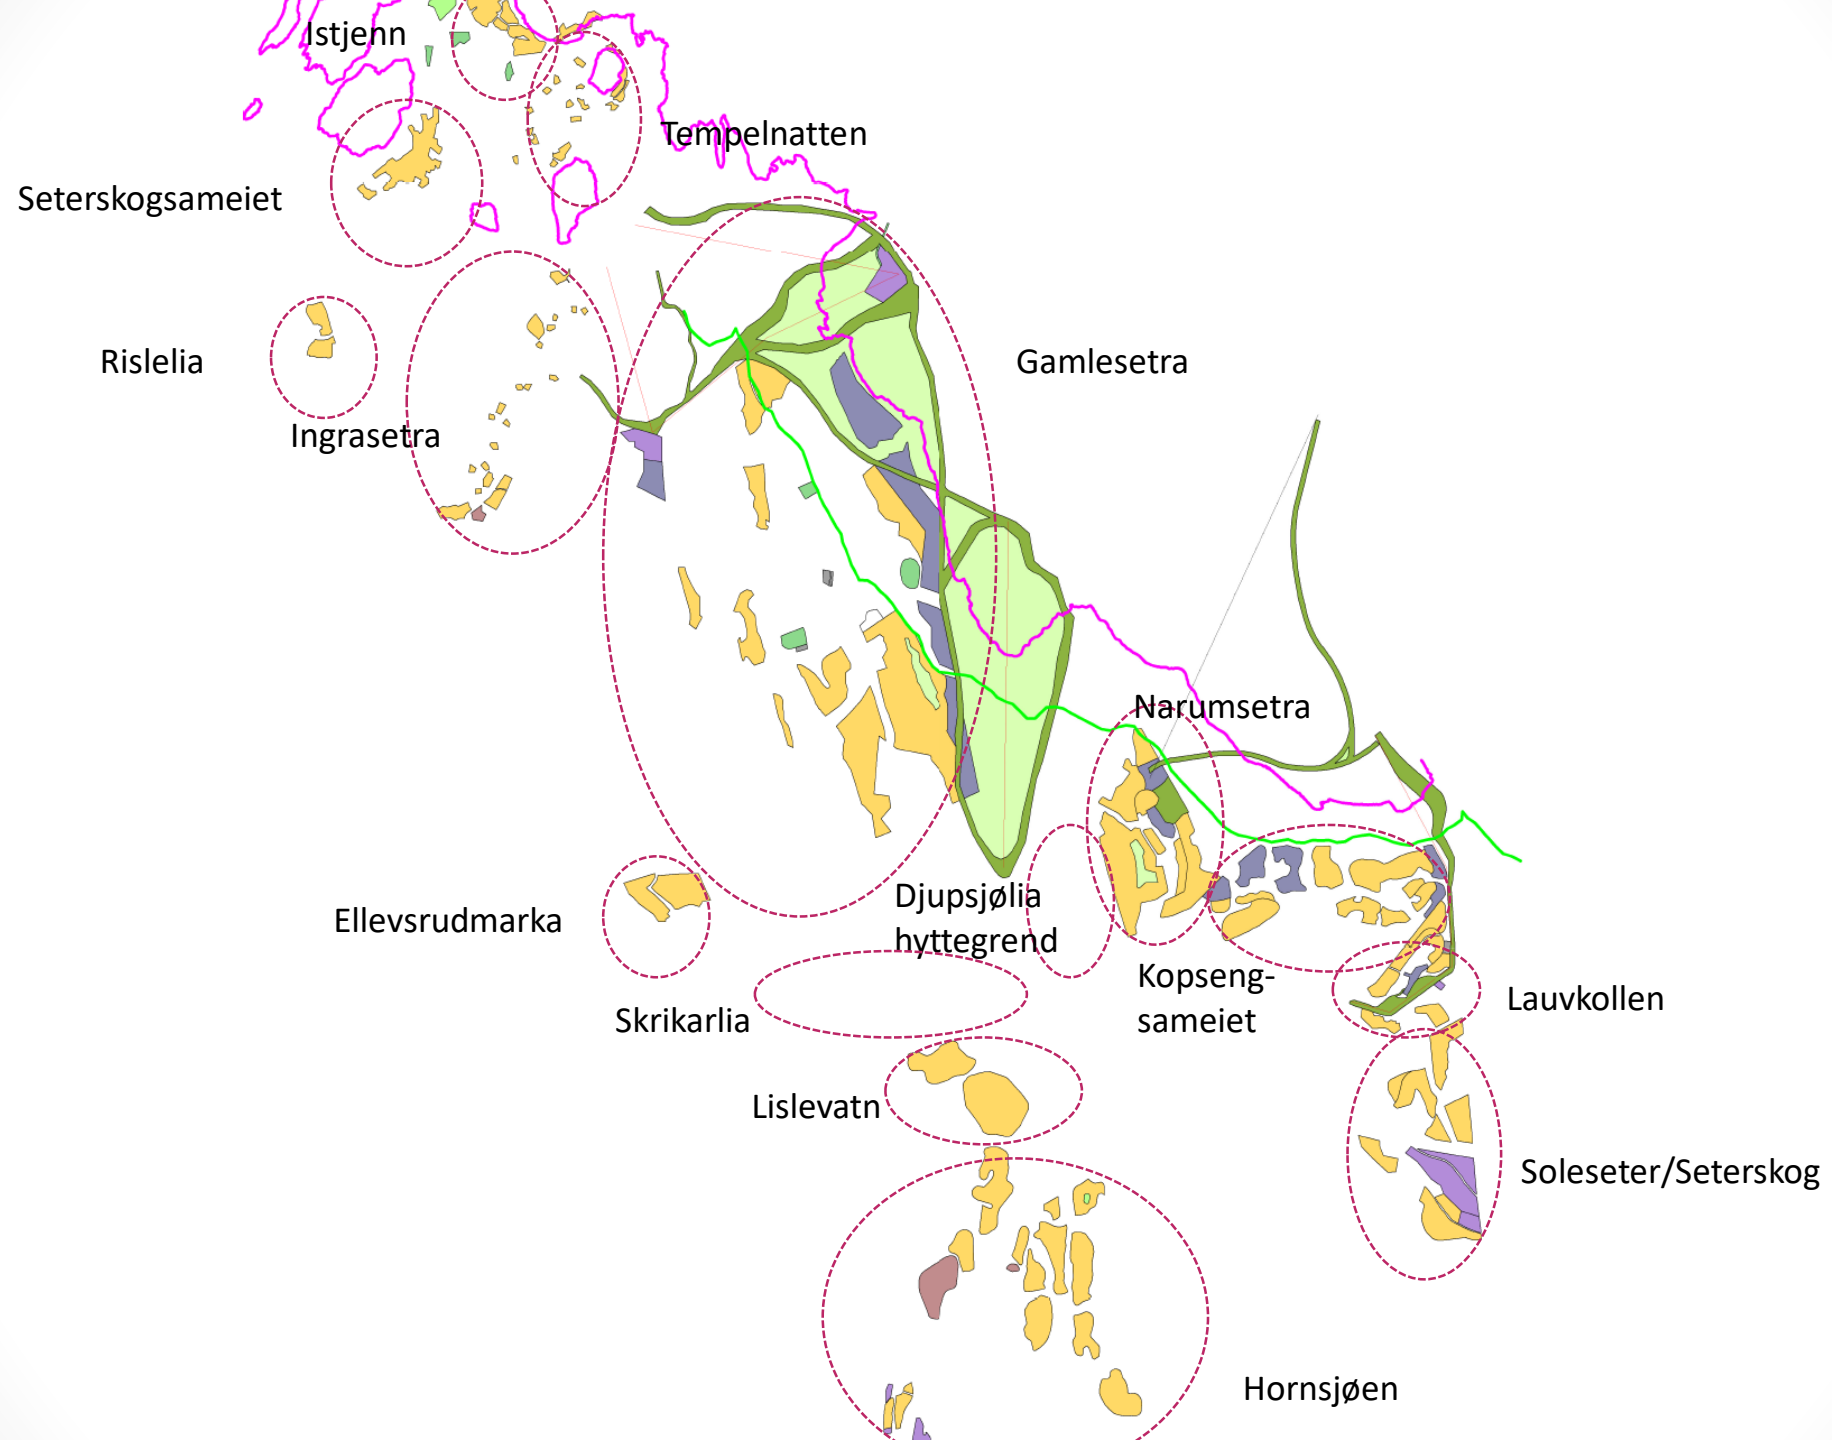 Istjenn
Tempelnatten
Seterskogsameiet
Rislelia
Gamlesetra
Ingrasetra
Narumsetra
Djupsjølia
hyttegrend
Ellevsrudmarka
Kopseng-
sameiet
Lauvkollen
Skrikarlia
Lislevatn
Soleseter/Seterskog
Hornsjøen